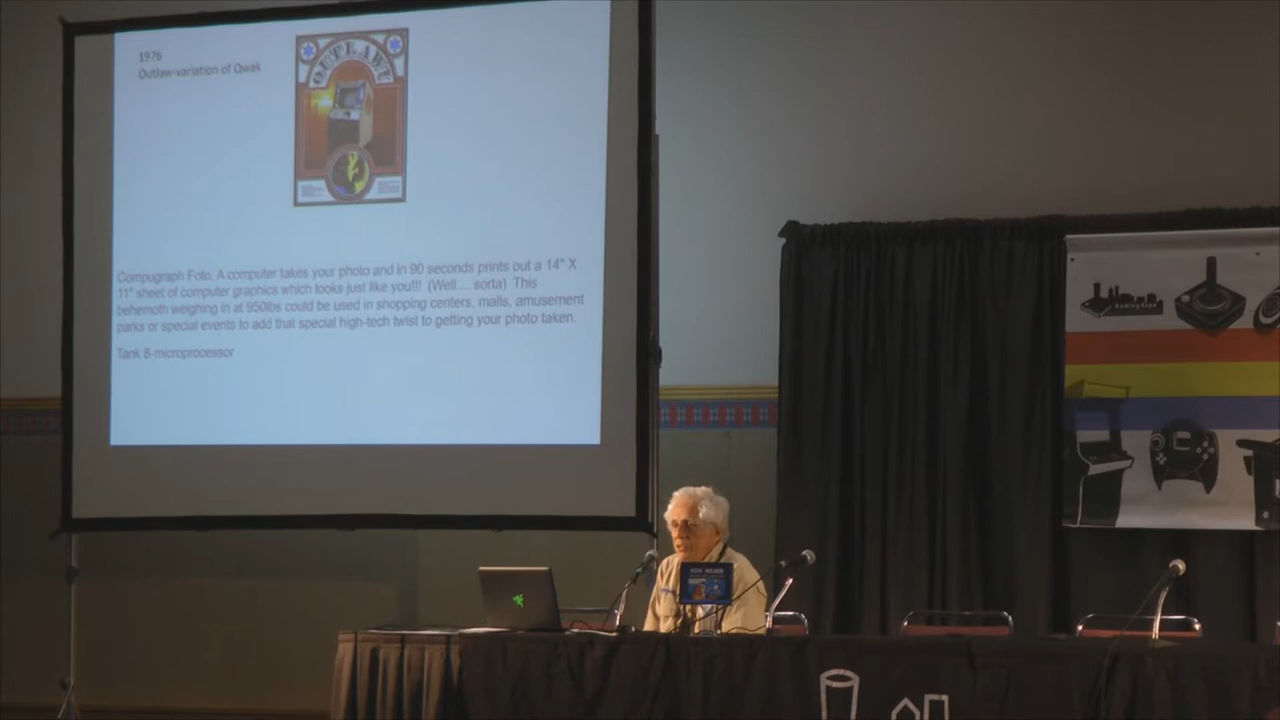 1976
Outlaw-variation of Qwak
OUTLAW
Compugraph Foto. A computer takes your photo and in 90 seconds prints out a 14" X
11" sheet of computer graphics which looks just like you!!! (Well.... sorta) This
behemoth weighing in at 950lbs could be used in shopping centers, malls, amusement
parks or special events to add that special high-tech twist to getting your photo taken.
Tank 8-microprocessor
Gaming Expo